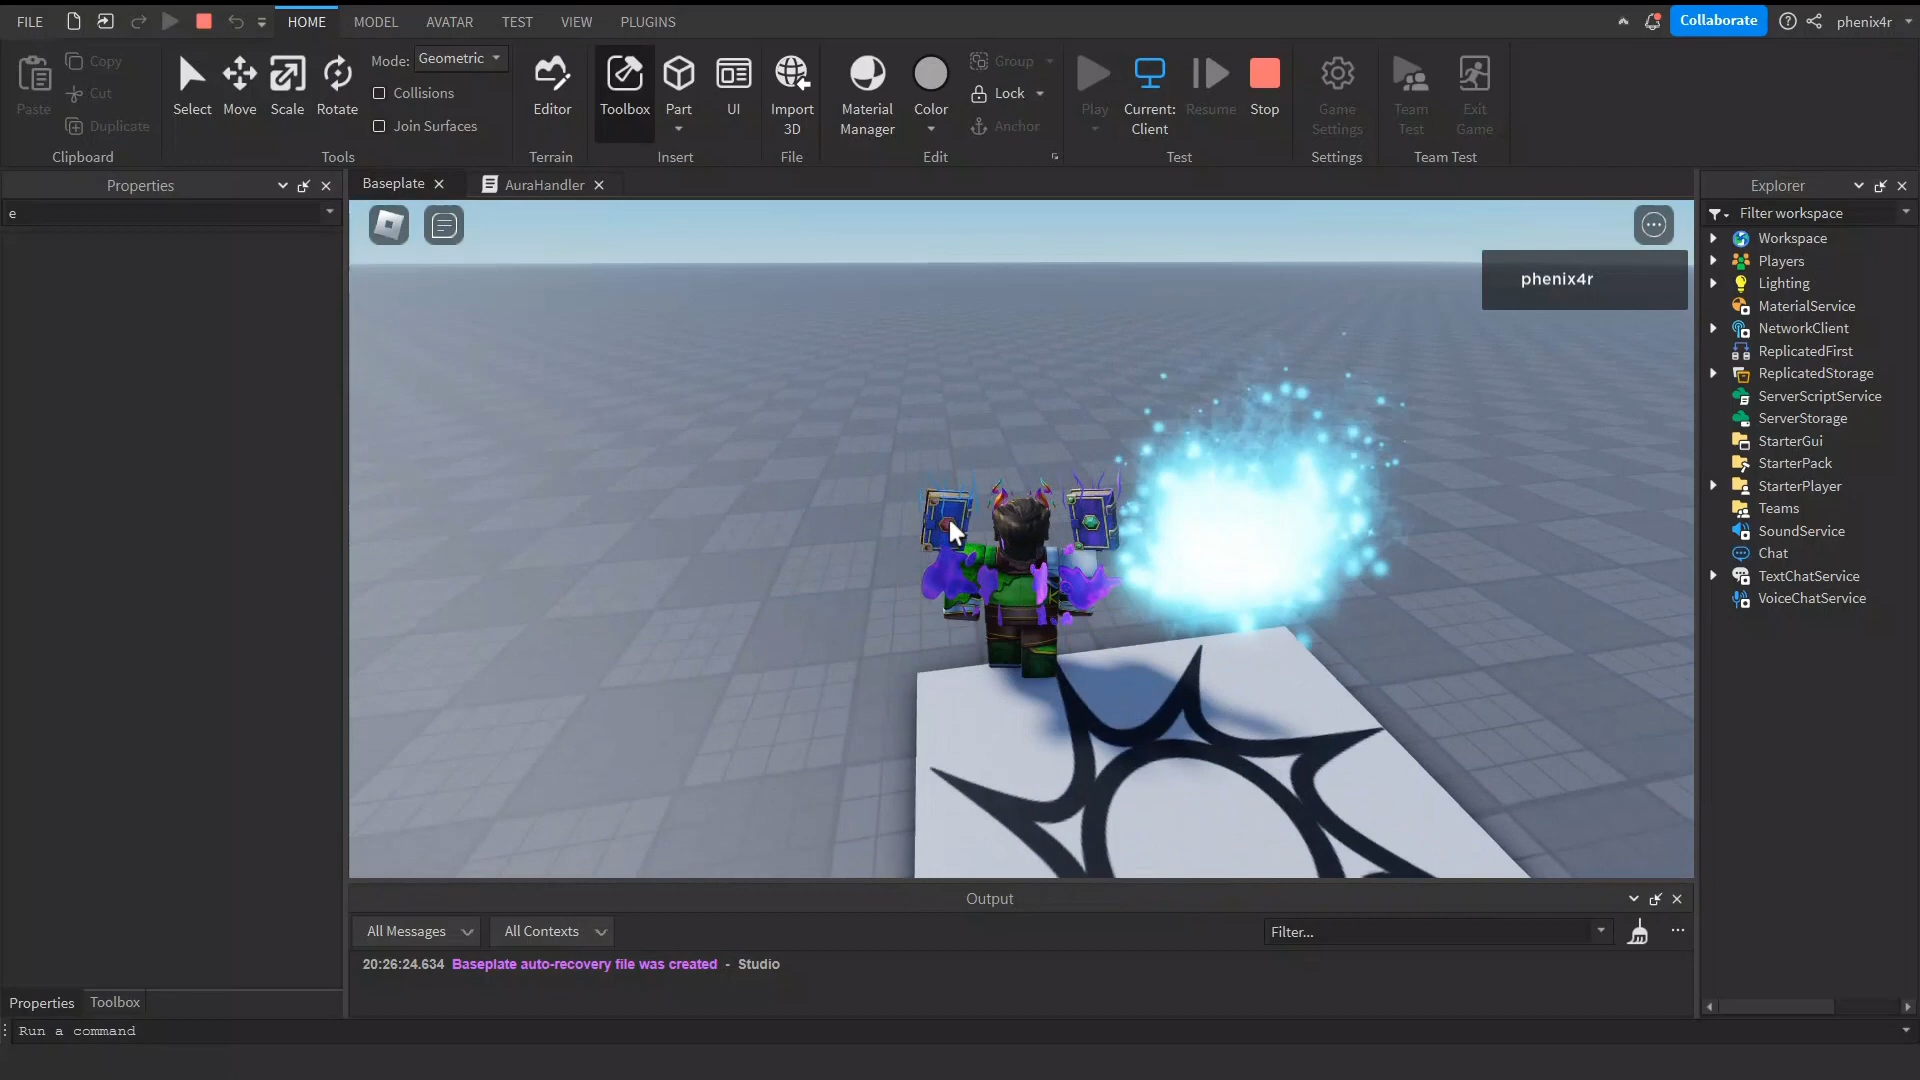 FILE HOME MODEL AVATAR TEST VIEW PLUGINS Collaborate phenix4r
Paste Copy Cut Duplicate Clipboard
Select Move Scale Rotate Mode: Geometric Collisions Join Surfaces Tools
Editor Terrain
Toolbox Part UI Insert
Import 3D File
Material Manager Color Group Lock Anchor Edit
Play Current: Client Resume Stop Test
Game Settings Settings
Team Test Exit Game Team Test
Properties
e
Baseplate AuraHandler
phenix4r
Explorer
Filter workspace
Workspace
Players
Lighting
MaterialService
NetworkClient
ReplicatedFirst
ReplicatedStorage
ServerScriptService
ServerStorage
StarterGui
StarterPack
StarterPlayer
Teams
SoundService
Chat
TextChatService
VoiceChatService
Output
All Messages All Contexts Filter...
20:26:24.634 Baseplate auto-recovery file was created - Studio
Properties Toolbox
Run a command